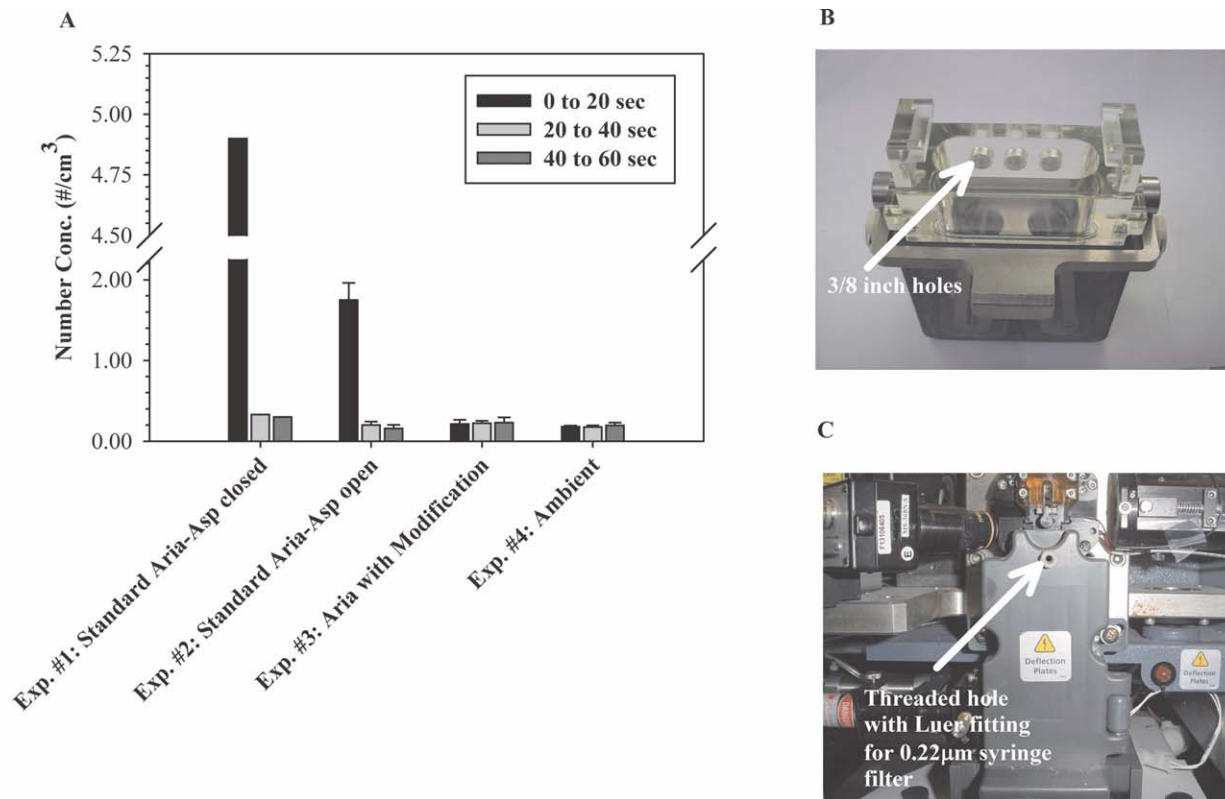 A
5.25
5.00
4.75
4.50
2.00
1.00
0.00
Number Conc. (#/cm³)
0 to 20 sec
20 to 40 sec
40 to 60 sec
Exp. #1: Standard Aria-Asp closed
Exp. #2: Standard Aria-Asp open
Exp. #3: Aria with Modification
Exp. #4: Ambient
B
3/8 inch holes
C
F13106405
E
Deflection
Plates
Deflection
Plates
DANGER
Threaded hole
with Luer fitting
for 0.22µm syringe
filter